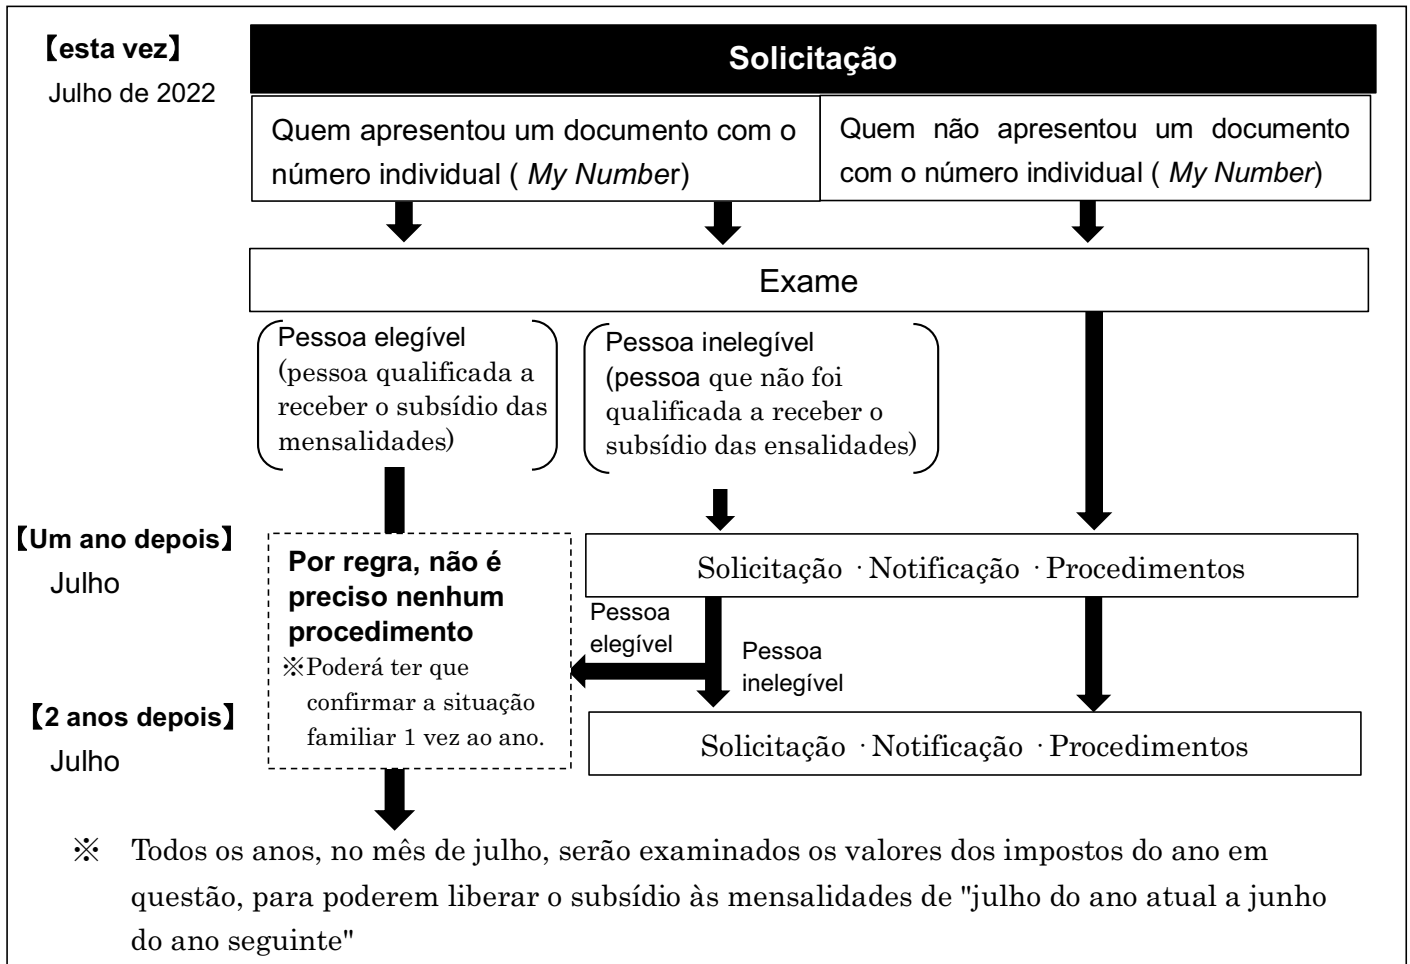 【esta vez】
Julho de 2022
Solicitação
Quem apresentou um documento com o
número individual ( My Number)
Quem não apresentou um documento
com o número individual ( My Number)
Exame
Pessoa elegível
(pessoa qualificada a
receber o subsídio das
mensalidades)
Pessoa inelegível
(pessoa que não foi
qualificada a receber o
subsídio das ensalidades)
【Um ano depois】
Julho
Por regra, não é
preciso nenhum
procedimento
※Poderá ter que
confirmar a situação
familiar 1 vez ao ano.
Solicitação ･Notificação ･Procedimentos
Pessoa
elegível
Pessoa
inelegível
【2 anos depois】
Julho
Solicitação ･Notificação ･Procedimentos
※ Todos os anos, no mês de julho, serão examinados os valores dos impostos do ano em
questão, para poderem liberar o subsídio às mensalidades de "julho do ano atual a junho
do ano seguinte"